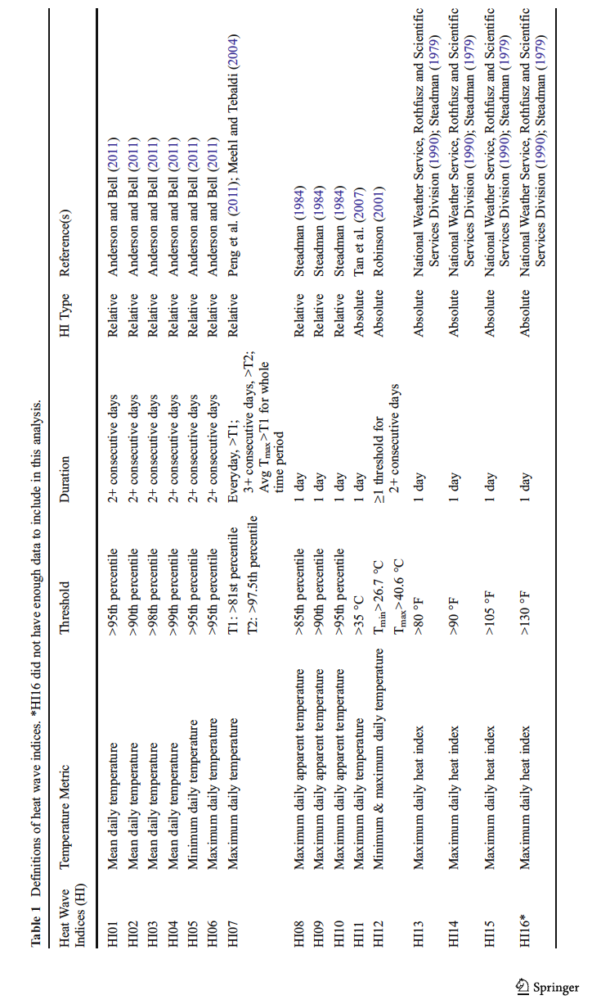 Table 1 Definitions of heat wave indices. *HI16 did not have enough data to include in this analysis.
Heat Wave Indices (HI) Temperature Metric Threshold Duration HI Type Reference(s)
HI01 Mean daily temperature >95th percentile 2+ consecutive days Relative Anderson and Bell (2011)
HI02 Mean daily temperature >90th percentile 2+ consecutive days Relative Anderson and Bell (2011)
HI03 Mean daily temperature >98th percentile 2+ consecutive days Relative Anderson and Bell (2011)
HI04 Mean daily temperature >99th percentile 2+ consecutive days Relative Anderson and Bell (2011)
HI05 Minimum daily temperature >95th percentile 2+ consecutive days Relative Anderson and Bell (2011)
HI06 Maximum daily temperature >95th percentile 2+ consecutive days Relative Anderson and Bell (2011)
HI07 Maximum daily temperature T1: >81st percentile Everyday, >T1; Relative Peng et al. (2011); Meehl and Tebaldi (2004)
T2: >97.5th percentile 3+ consecutive days, >T2;
Avg Tmax>T1 for whole
time period
HI08 Maximum daily apparent temperature >85th percentile 1 day Relative Steadman (1984)
HI09 Maximum daily apparent temperature >90th percentile 1 day Relative Steadman (1984)
HI10 Maximum daily apparent temperature >95th percentile 1 day Relative Steadman (1984)
HI11 Maximum daily temperature >35 °C 1 day Absolute Tan et al. (2007)
HI12 Minimum & maximum daily temperature Tmin>26.7 °C ≥1 threshold for Absolute Robinson (2001)
Tmax>40.6 °C 2+ consecutive days
HI13 Maximum daily heat index >80 °F 1 day Absolute National Weather Service, Rothfusz and Scientific
Services Division (1990); Steadman (1979)
HI14 Maximum daily heat index >90 °F 1 day Absolute National Weather Service, Rothfusz and Scientific
Services Division (1990); Steadman (1979)
HI15 Maximum daily heat index >105 °F 1 day Absolute National Weather Service, Rothfusz and Scientific
Services Division (1990); Steadman (1979)
HI16* Maximum daily heat index >130 °F 1 day Absolute National Weather Service, Rothfusz and Scientific
Services Division (1990); Steadman (1979)
Springer